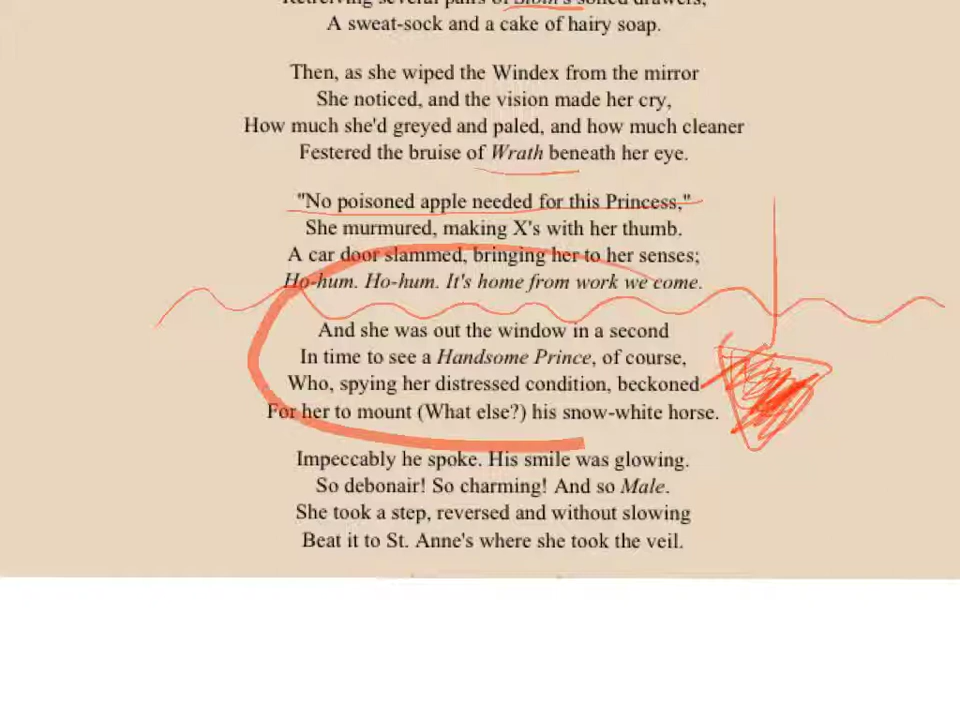 Retrieving several pairs of Sloth's soiled drawers,
A sweat-sock and a cake of hairy soap.
Then, as she wiped the Windex from the mirror
She noticed, and the vision made her cry,
How much she'd greyed and paled, and how much cleaner
Festered the bruise of Wrath beneath her eye.
"No poisoned apple needed for this Princess,"
She murmured, making X's with her thumb.
A car door slammed, bringing her to her senses;
Ho-hum. Ho-hum. It's home from work we come.
And she was out the window in a second
In time to see a Handsome Prince, of course,
Who, spying her distressed condition, beckoned
For her to mount (What else?) his snow-white horse.
Impeccably he spoke. His smile was glowing.
So debonair! So charming! And so Male.
She took a step, reversed and without slowing
Beat it to St. Anne's where she took the veil.